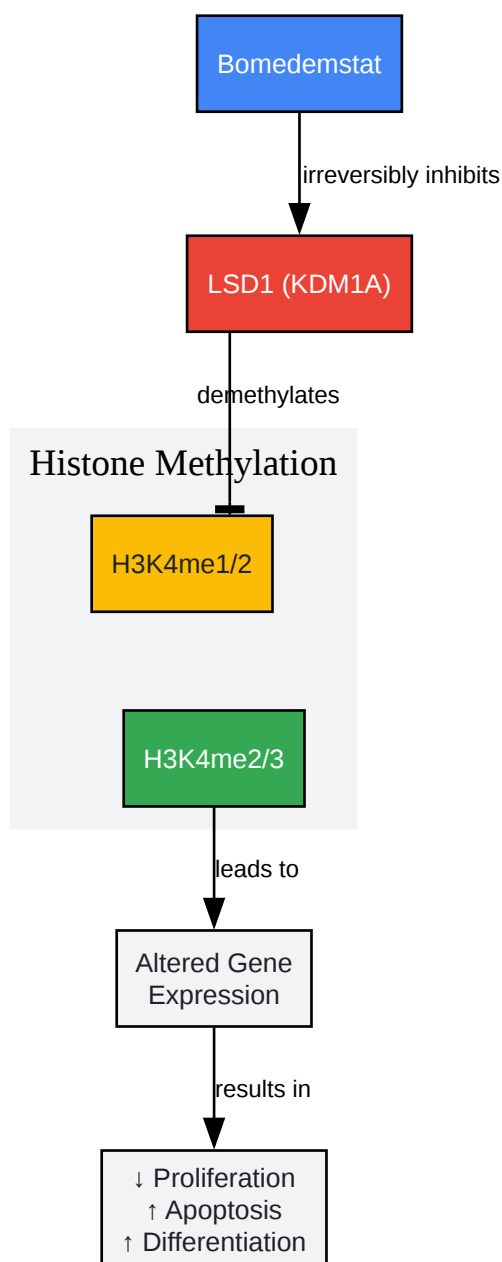 Bomedemstat
irreversibly inhibits
LSD1 (KDM1A)
demethylates
Histone Methylation
H3K4me1/2
H3K4me2/3
leads to
Altered Gene
Expression
results in
↓ Proliferation
↑ Apoptosis
↑ Differentiation